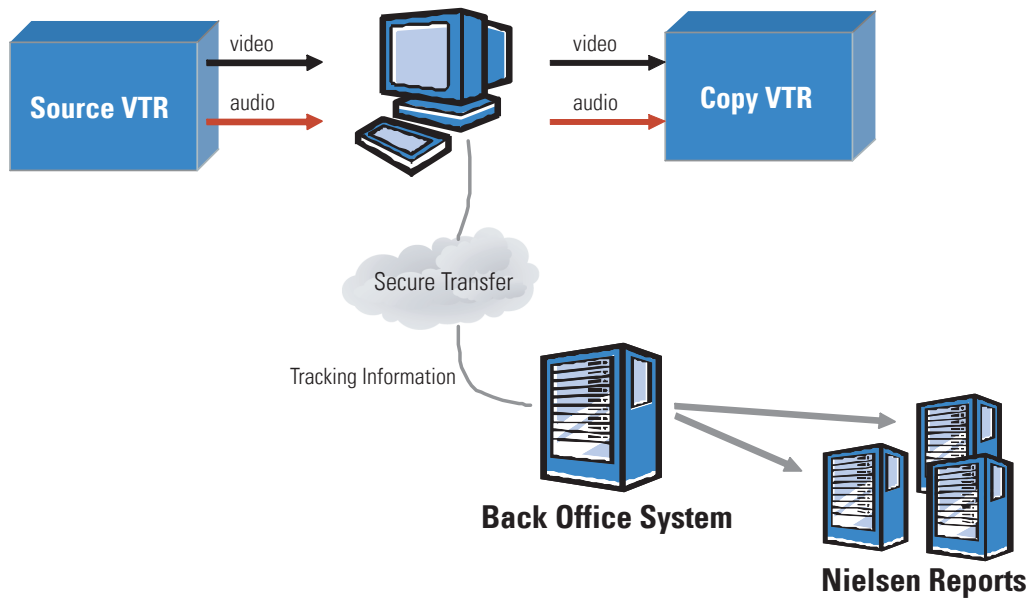 video
video
Source VTR
audio
audio
Copy VTR
Secure Transfer
Tracking Information
Back Office System
Nielsen Reports